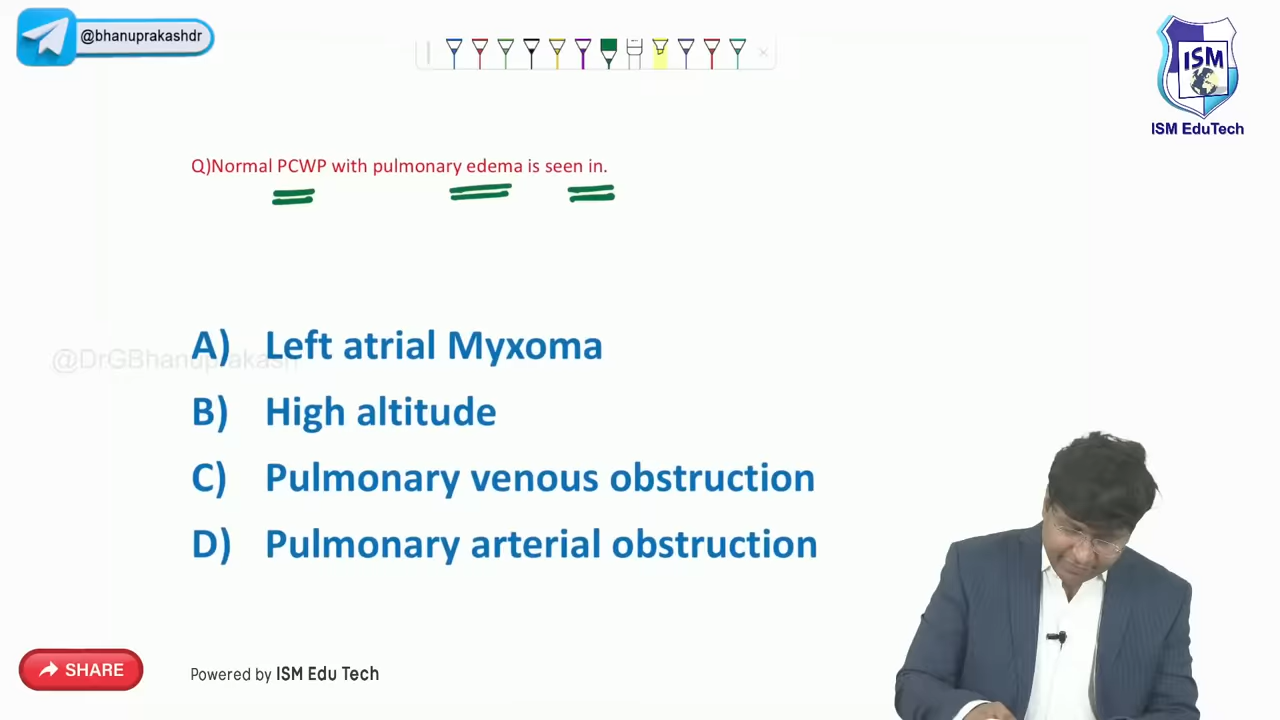 @bhanuprakashdr
ISM
ISM EduTech
Q)Normal PCWP with pulmonary edema is seen in.
@DrGBhanuprakash
A) Left atrial Myxoma
B) High altitude
C) Pulmonary venous obstruction
D) Pulmonary arterial obstruction
SHARE
Powered by ISM Edu Tech